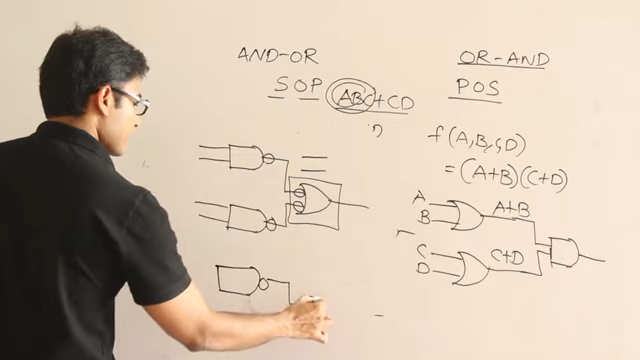 AND-OR
SOP
ABC+CD
OR-AND
POS
f(A,B,C,D)
=(A+B)(C+D)
A
B
A+B
C
D
C+D